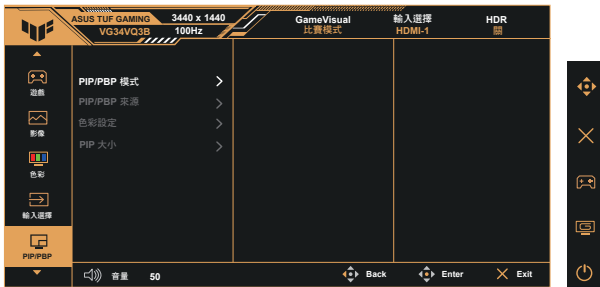 ASUS TUF GAMING 3440 x 1440 GameVisual 輸入選擇 HDR
VG34VQ3B 100Hz 比賽模式 HDMI-1 關
遊戲
影像
色彩
輸入選擇
PIP/PBP
PIP/PBP 模式
PIP/PBP 來源
色彩設定
PIP 大小
音量 50 Back Enter Exit